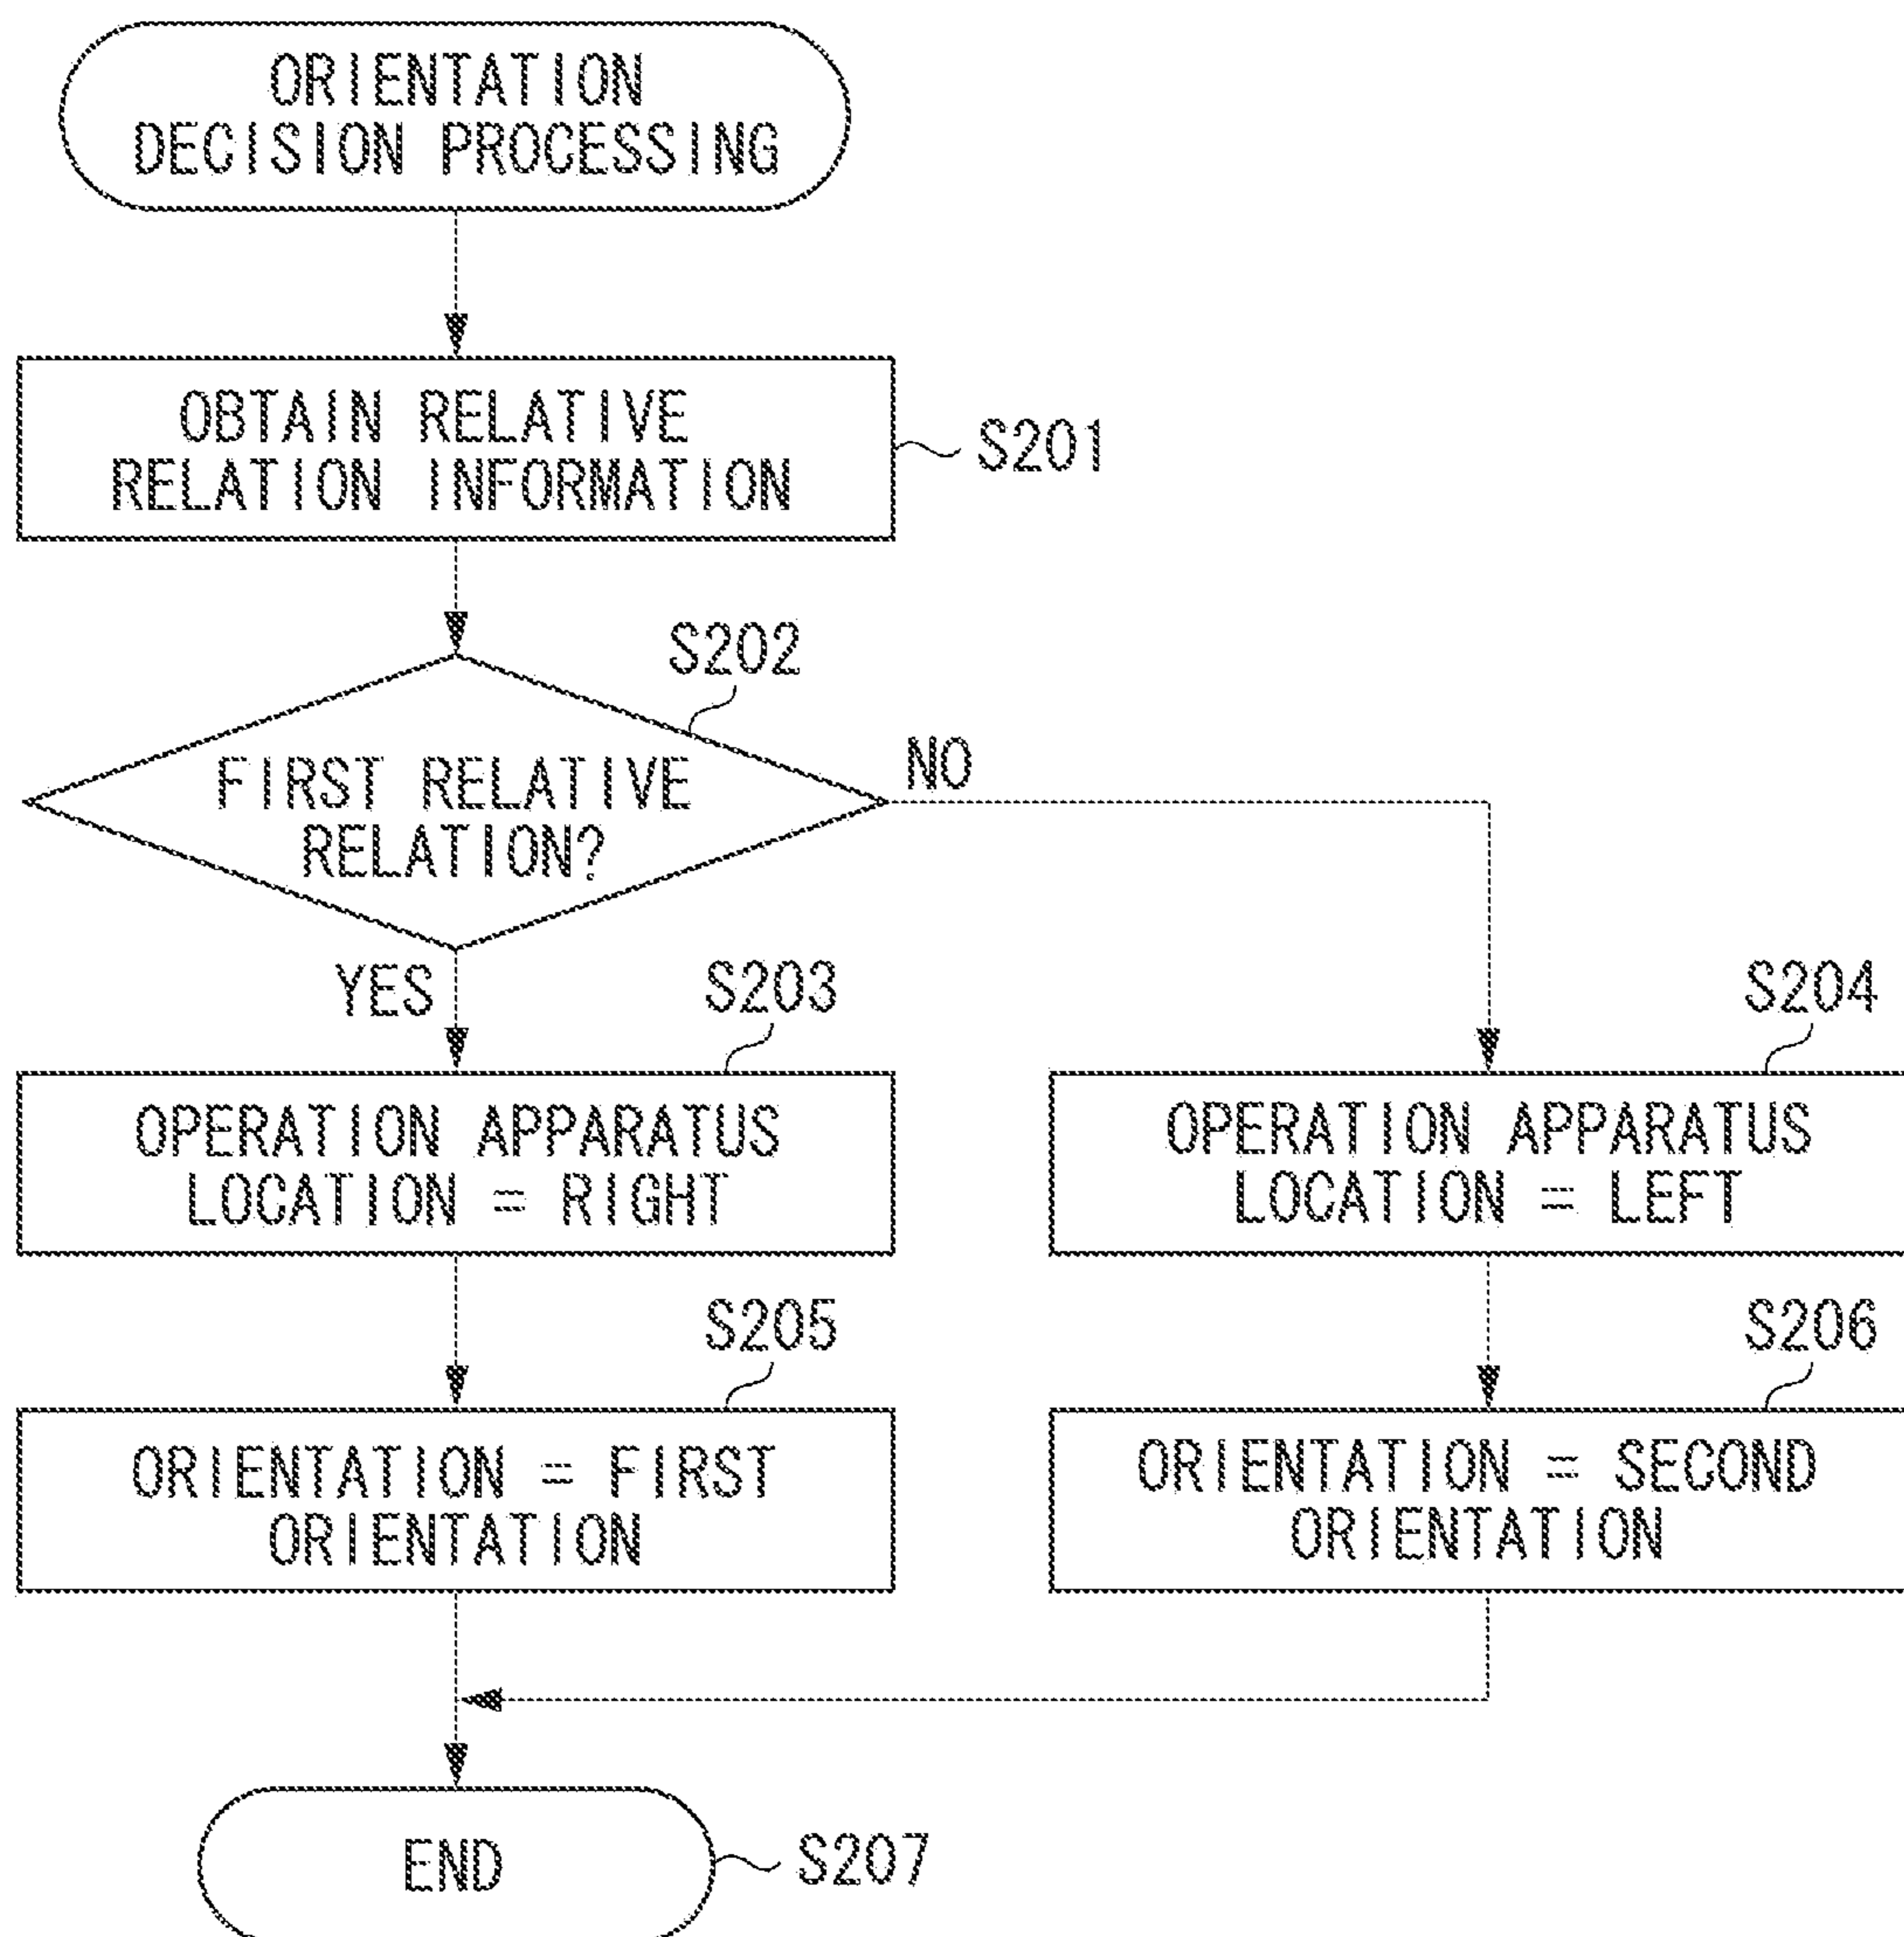 ORIENTATION
DECISION PROCESSING
OBTAIN RELATIVE
RELATION INFORMATION
S201
S202
FIRST RELATIVE
RELATION?
NO
YES
S203
OPERATION APPARATUS
LOCATION = RIGHT
S204
OPERATION APPARATUS
LOCATION = LEFT
S205
ORIENTATION = FIRST
ORIENTATION
S206
ORIENTATION = SECOND
ORIENTATION
END
S207